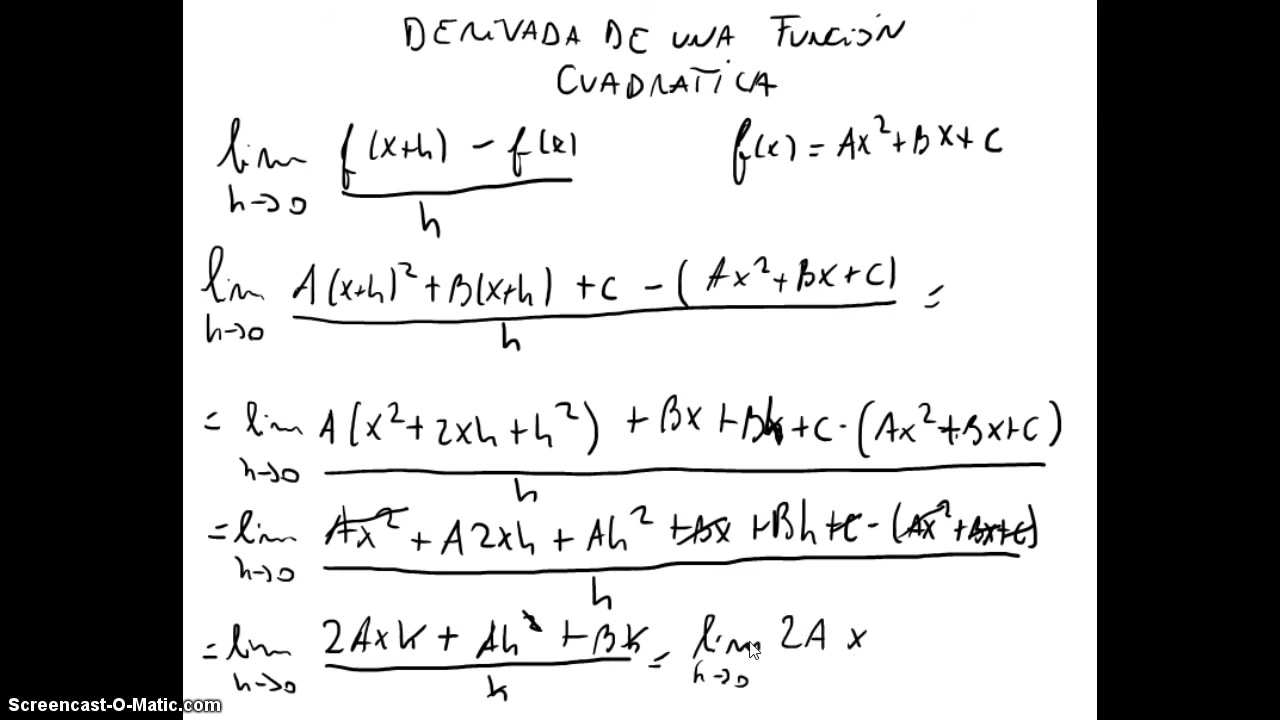 DERIVADA DE UNA FUNCIÓN
CUADRATICA
lim h→0 f(x+h) - f(x) / h    f(x) = Ax² + Bx + C
lim h→0 A(x+h)² + B(x+h) + C - (Ax² + Bx + C) / h =
= lim h→0 A(x² + 2xh + h²) + Bx + Bh + C - (Ax² + Bx + C) / h
= lim h→0 Ax² + A2xh + Ah² + Bx + Bh + C - (Ax² + Bx + C) / h
= lim h→0 2Axh + Ah² + Bh / h = lim h→0 2A x
Screencast-O-Matic.com